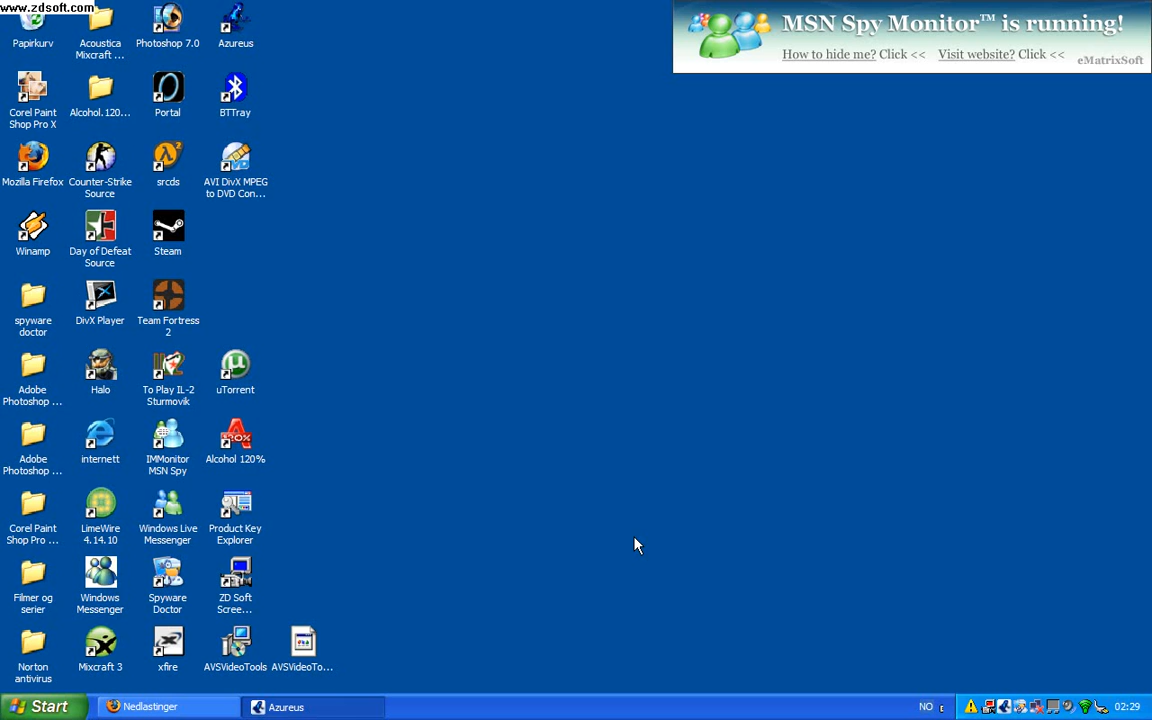 www.zdsoft.com
MSN Spy Monitor™ is running!
How to hide me? Click << Visit website? Click <<
eMatrixSoft
Papirkurv
Acoustica
Mixcraft ...
Photoshop 7.0
Azureus
Corel Paint
Shop Pro X
Alcohol.120...
Portal
BTTray
Mozilla Firefox
Counter-Strike
Source
srcds
AVI DivX MPEG
to DVD Con...
Winamp
Day of Defeat
Source
Steam
spyware
doctor
DivX Player
Team Fortress
2
Adobe
Photoshop ...
Halo
To Play IL-2
Sturmovik
uTorrent
Adobe
Photoshop ...
internett
IMMonitor
MSN Spy
Alcohol 120%
Corel Paint
Shop Pro ...
LimeWire
4.14.10
Windows Live
Messenger
Product Key
Explorer
Filmer og
serier
Windows
Messenger
Spyware
Doctor
ZD Soft
Scree...
Norton
antivirus
Mixcraft 3
xfire
AVSVideoTools
AVSVideoTo...
Start
Nedlastinger
Azureus
NO
02:29